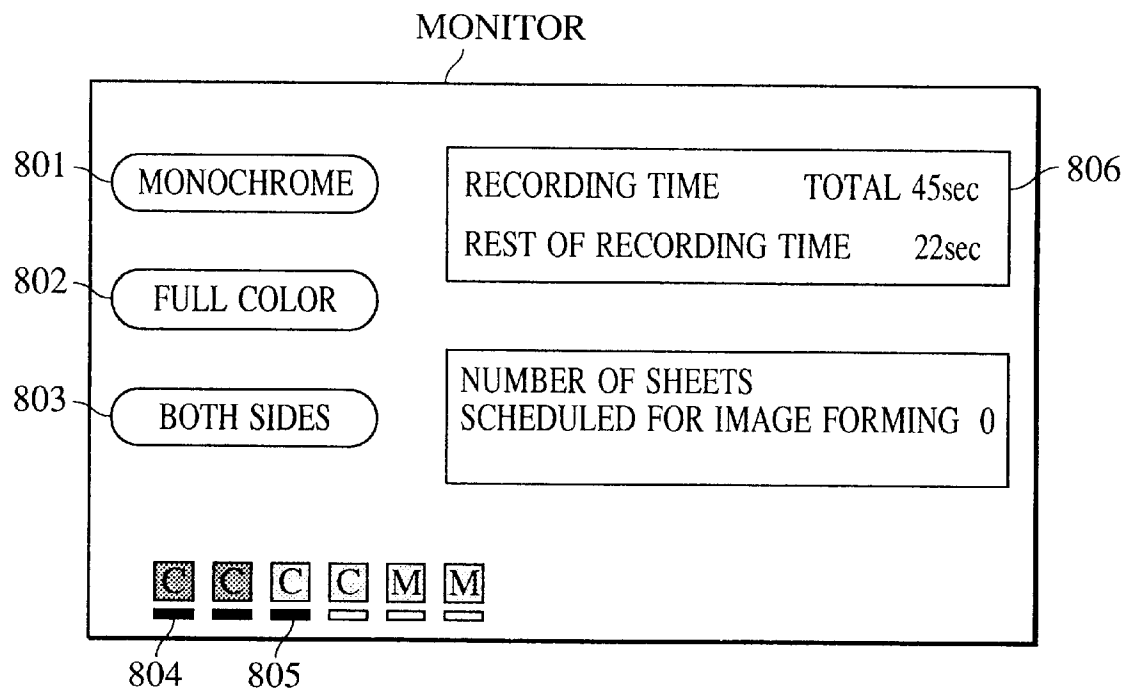 MONITOR
801
MONOCHROME
RECORDING TIME TOTAL 45sec
806
REST OF RECORDING TIME 22sec
802
FULL COLOR
NUMBER OF SHEETS
803
BOTH SIDES
SCHEDULED FOR IMAGE FORMING 0
C C C C M M
804 805